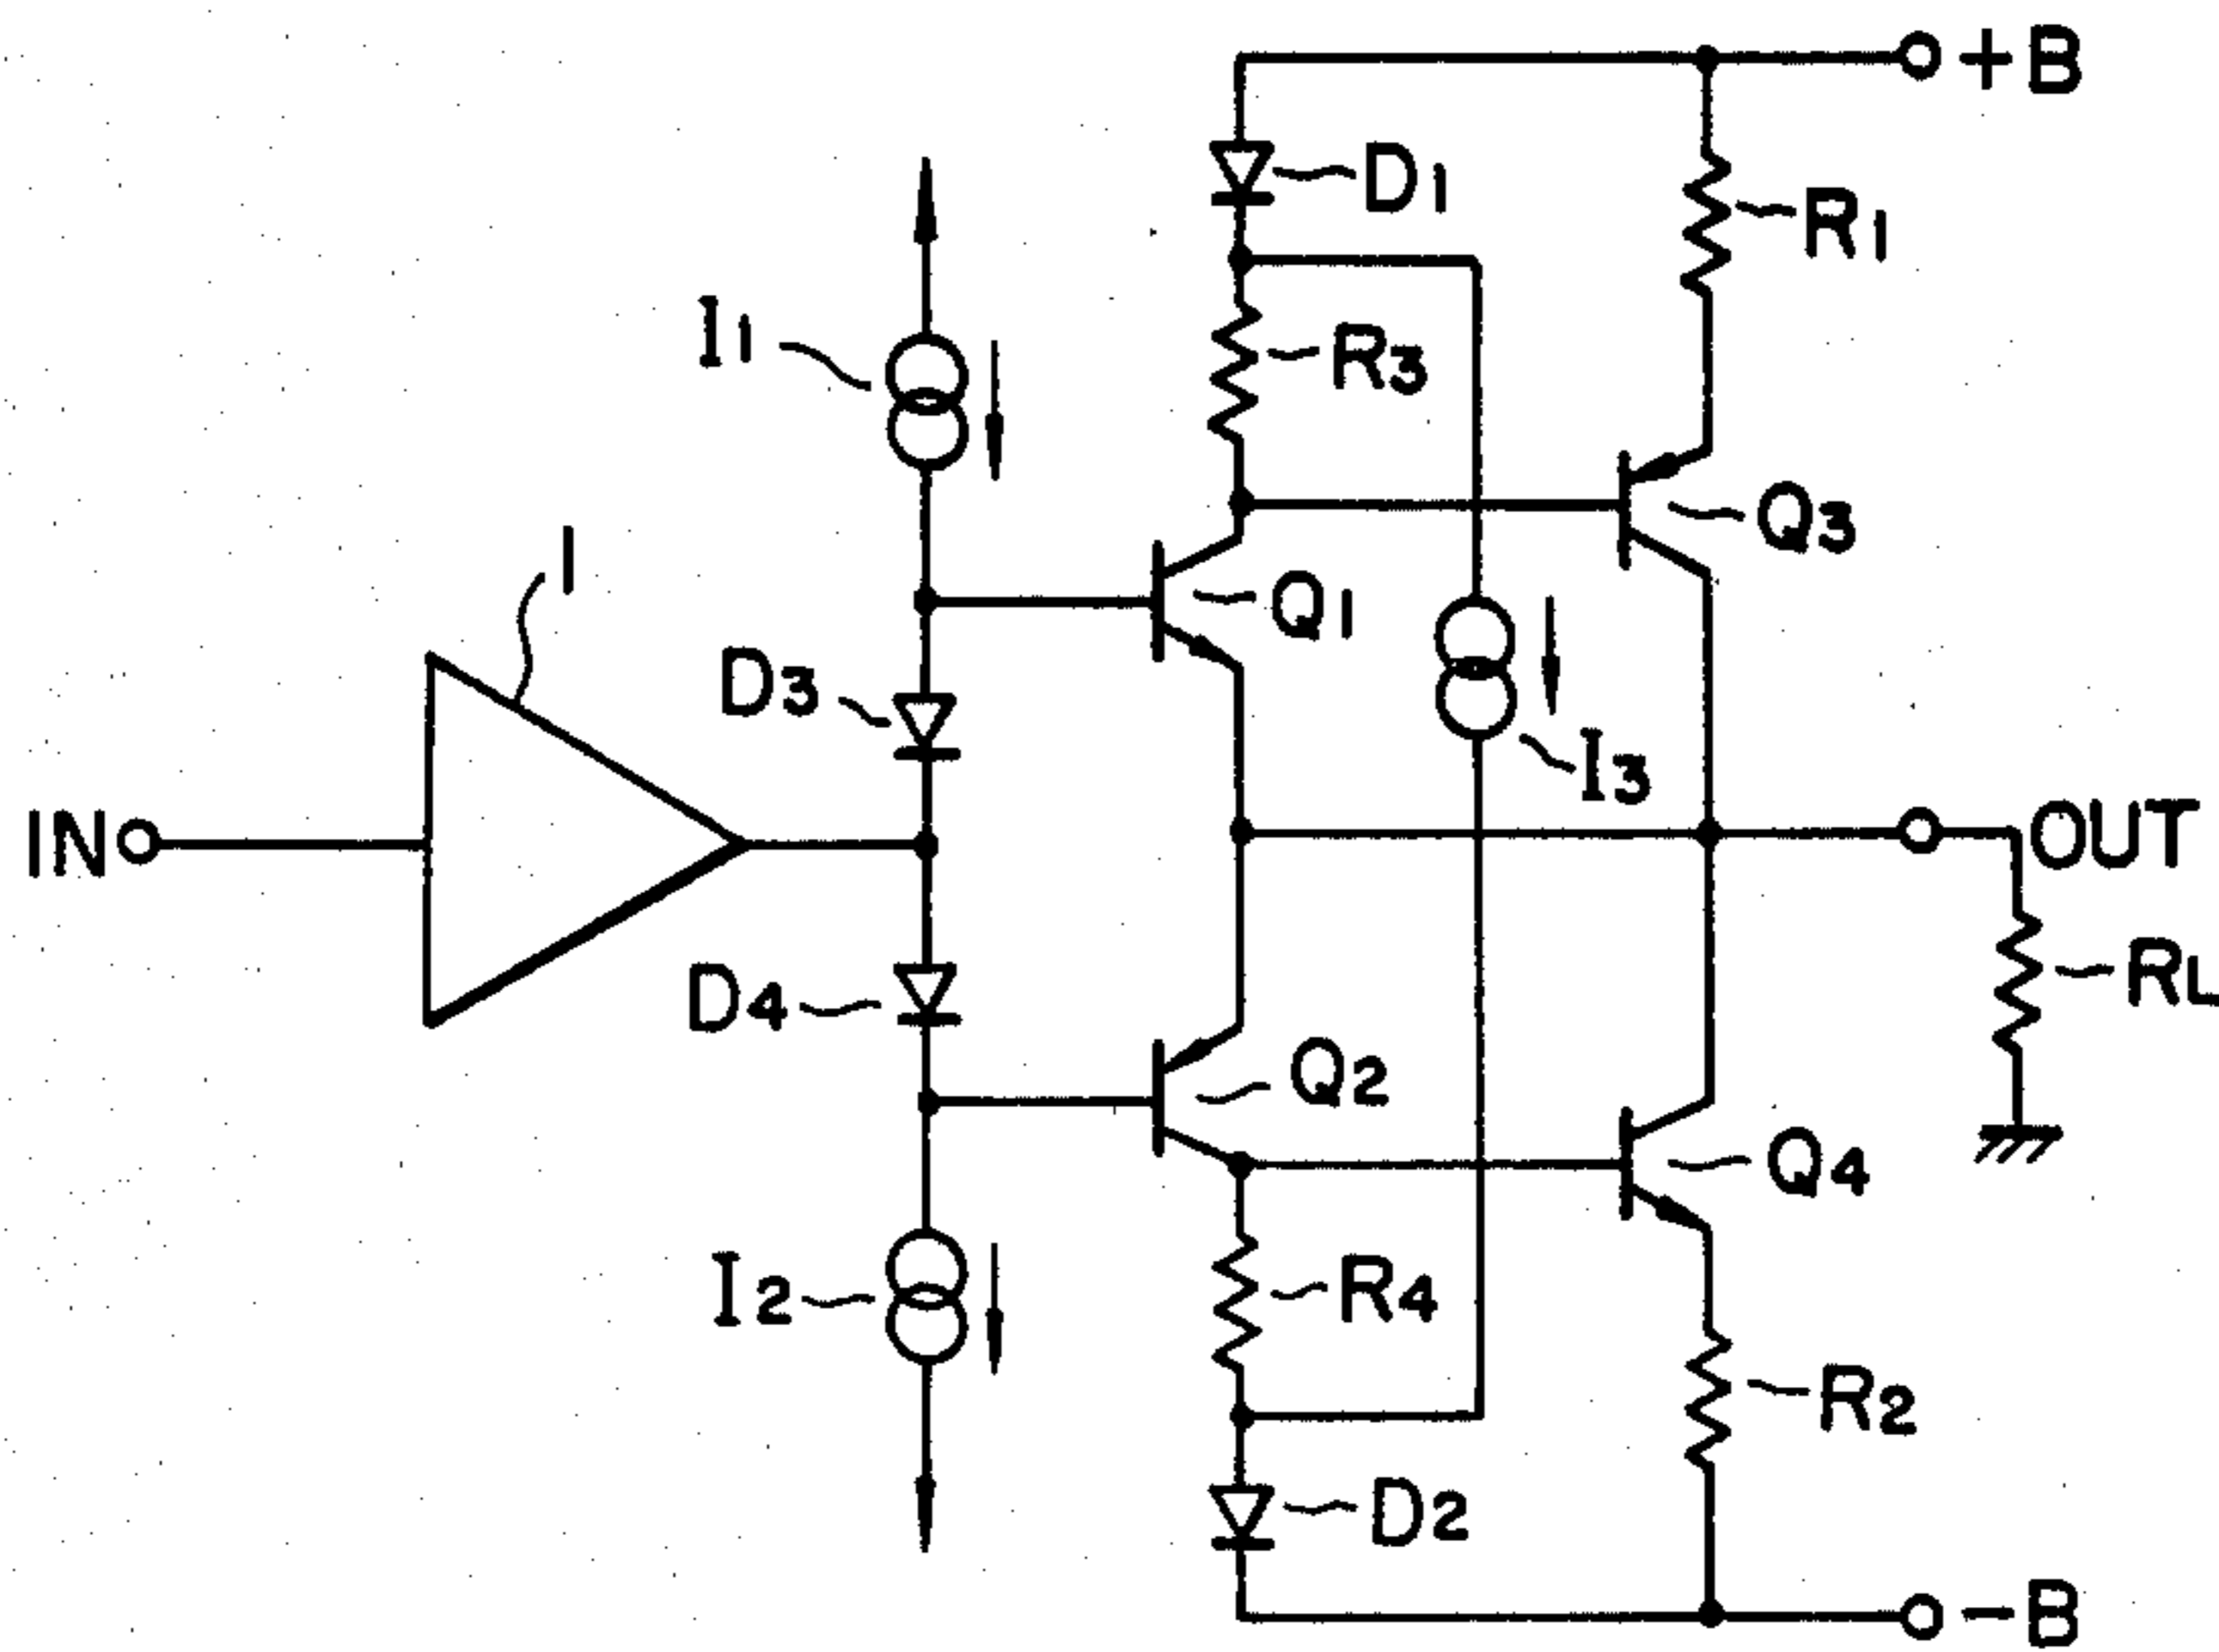 +B
D1
R1
I1
R3
Q3
1
Q1
D3
I3
IN
OUT
D4
RL
Q2
Q4
I2
R4
R2
D2
-B